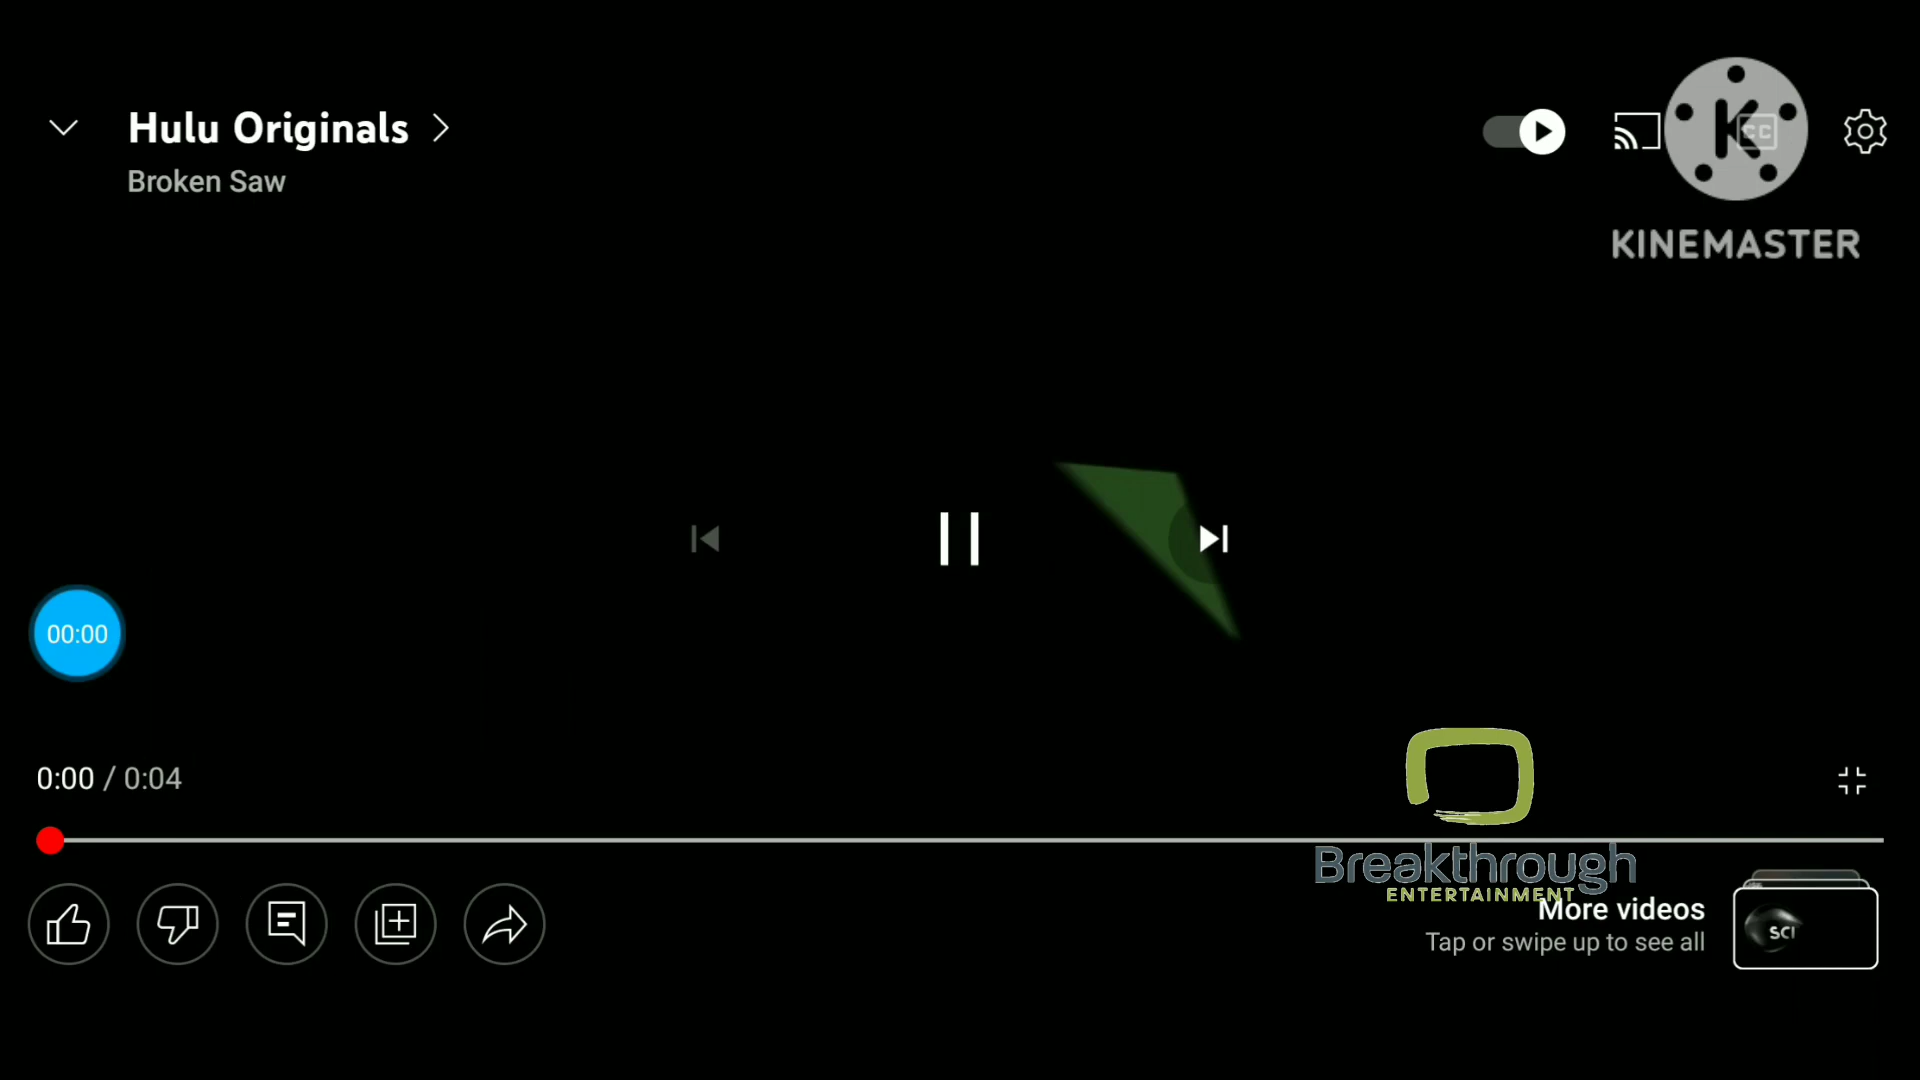 Hulu Originals
Broken Saw
CC
KINEMASTER
00:00
0:00 / 0:04
Breakthrough
ENTERTAINMENT
More videos
Tap or swipe up to see all
SCI